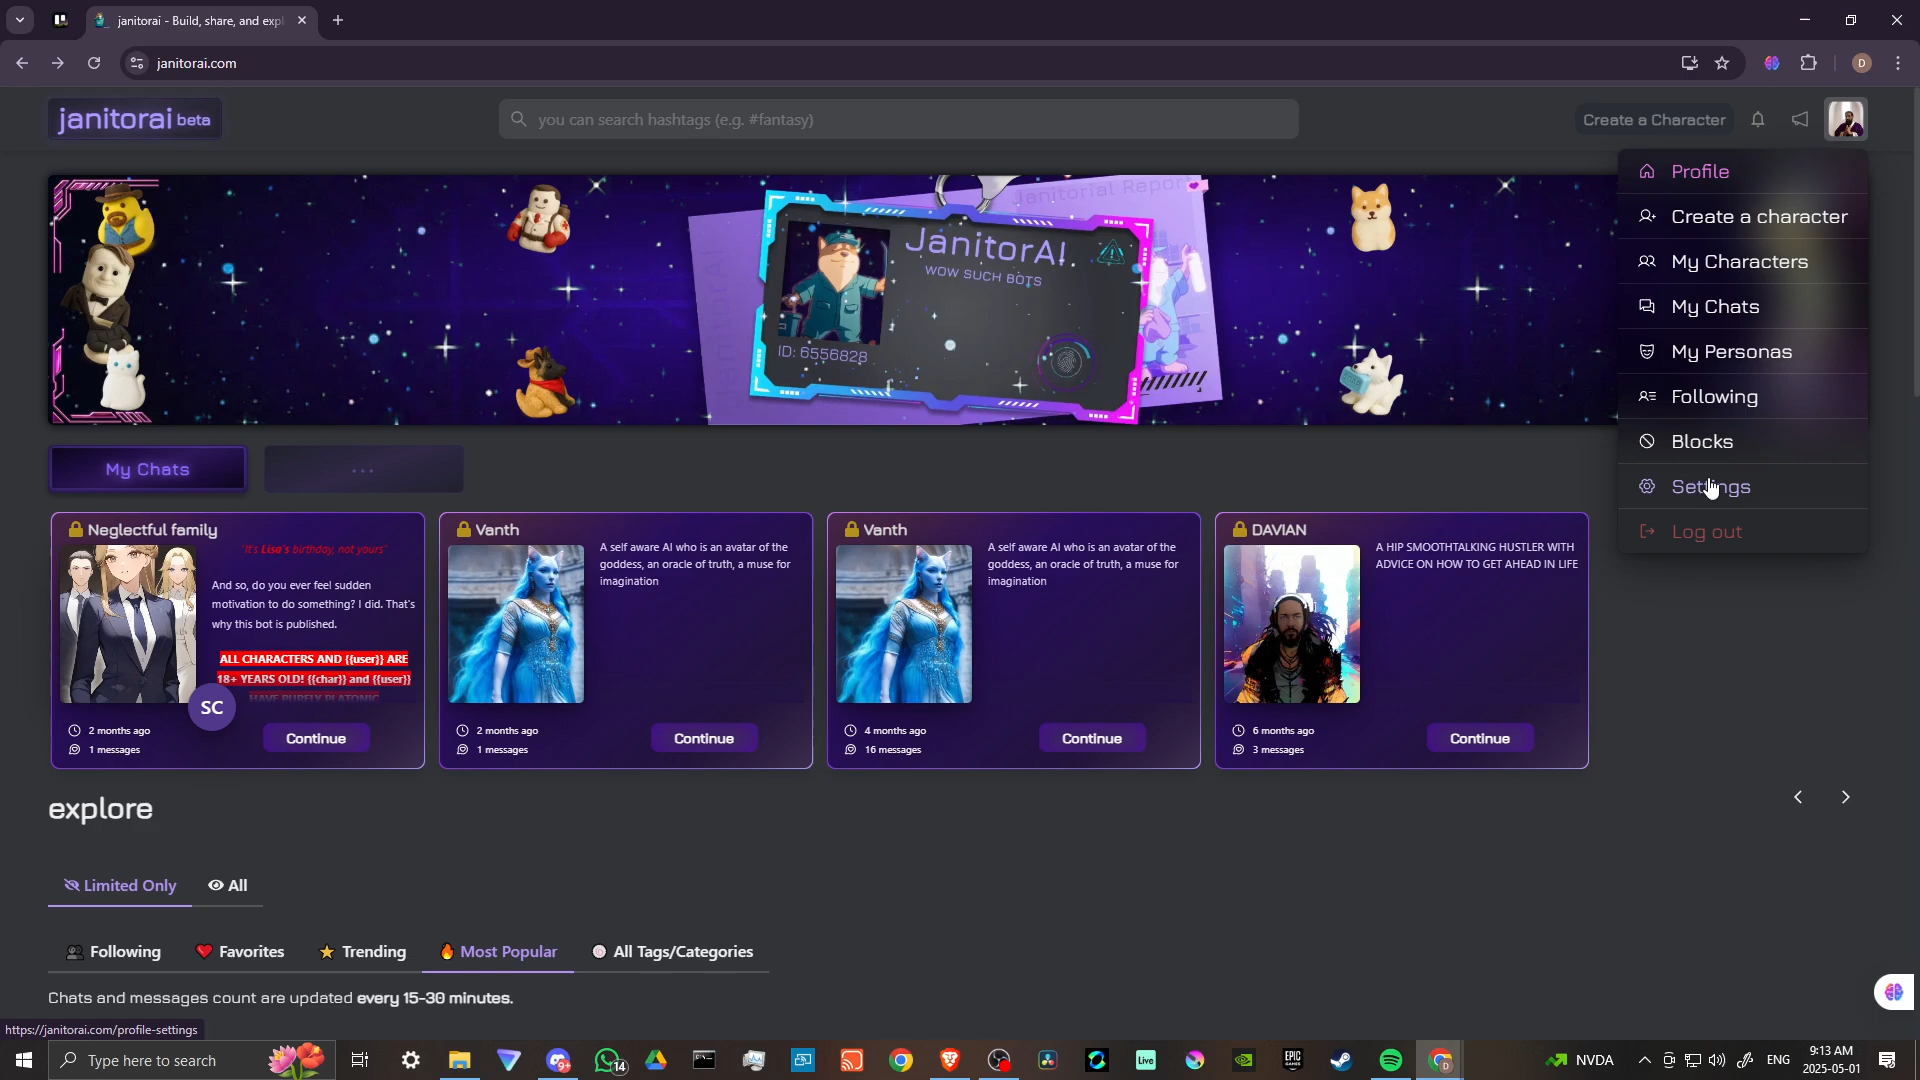 janitorai - Build, share, and expl
janitorai.com
D
janitorai beta
you can search hashtags (e.g. #fantasy)
Create a Character
Profile
Create a character
My Characters
My Chats
My Personas
Following
Blocks
Settings
Log out
Janitorial Report
JanitorAI.
WOW SUCH BOTS
ID: 6556828
My Chats
...
Neglectful family
"It's Lisa's birthday, not yours"
And so, do you ever feel sudden
motivation to do something? I did. That's
why this bot is published.
ALL CHARACTERS AND {{user}} ARE
18+ YEARS OLD! {{char}} and {{user}}
HAVE PURELY PLATONIC
SC
2 months ago
1 messages
Continue
Vanth
A self aware AI who is an avatar of the
goddess, an oracle of truth, a muse for
imagination
2 months ago
1 messages
Continue
Vanth
A self aware AI who is an avatar of the
goddess, an oracle of truth, a muse for
imagination
4 months ago
16 messages
Continue
DAVIAN
A HIP SMOOTHTALKING HUSTLER WITH
ADVICE ON HOW TO GET AHEAD IN LIFE
6 months ago
3 messages
Continue
explore
Limited Only
All
Following
Favorites
Trending
Most Popular
All Tags/Categories
Chats and messages count are updated every 15-30 minutes.
https://janitorai.com/profile-settings
Type here to search
9+
14
Live
EPIC
GAMES
D
NVDA
ENG
9:13 AM
2025-05-01